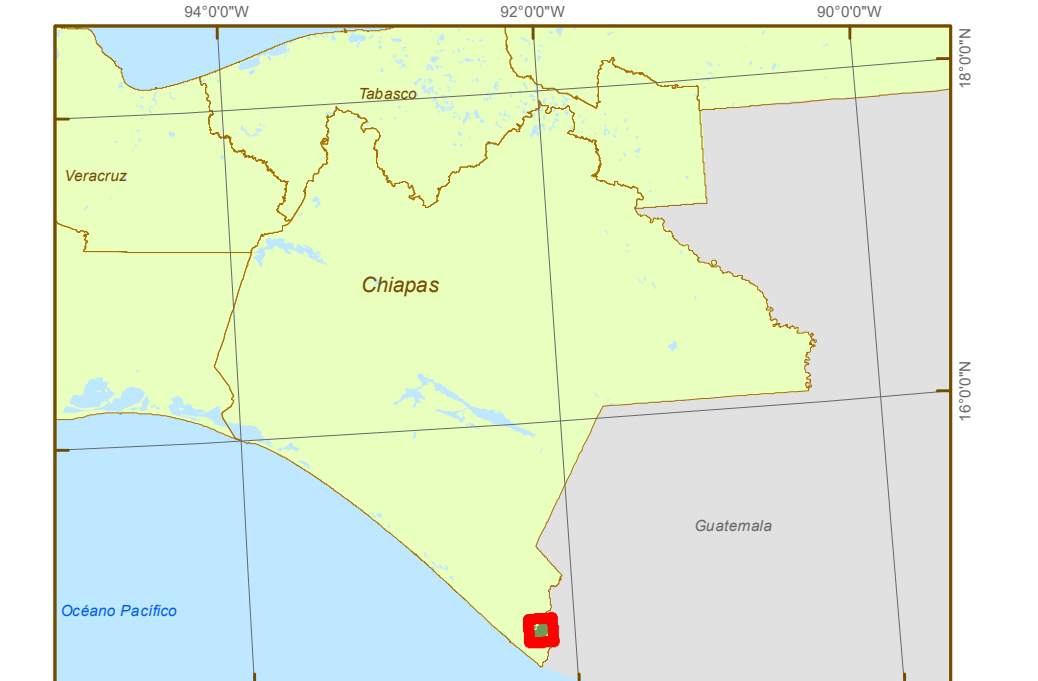 94°0'0"W
92°0'0"W
90°0'0"W
18°0'0"N
Tabasco
Veracruz
Chiapas
16°0'0"N
Guatemala
Océano Pacífico